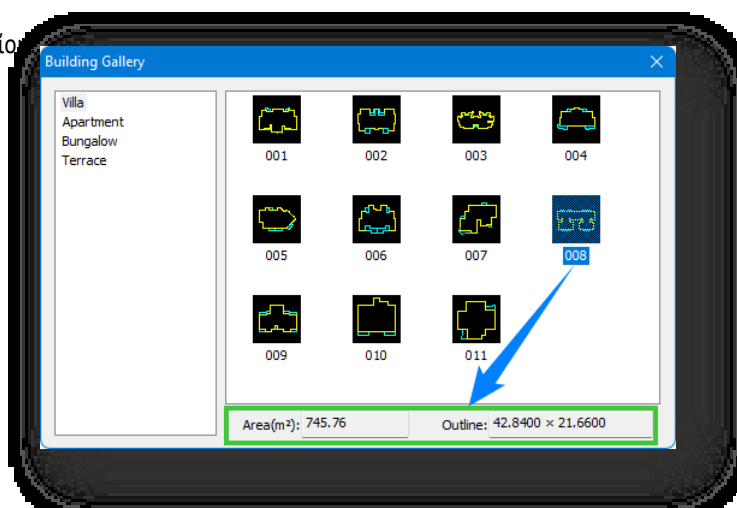 Building Gallery
Villa
Apartment
Bungalow
Terrace
001 002 003 004
005 006 007 008
009 010 011
Area(m²): 745.76 Outline: 42.8400 × 21.6600